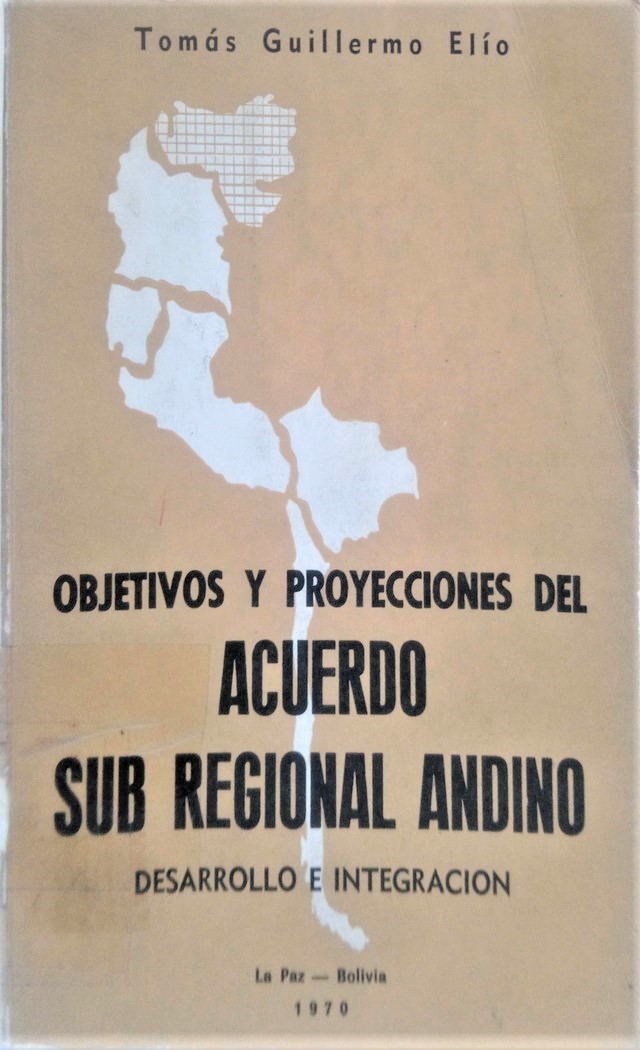 Tomás Guillermo Elío
OBJETIVOS Y PROYECCIONES DEL
ACUERDO
SUB REGIONAL ANDINO
DESARROLLO E INTEGRACION
La Paz — Bolivia
1970